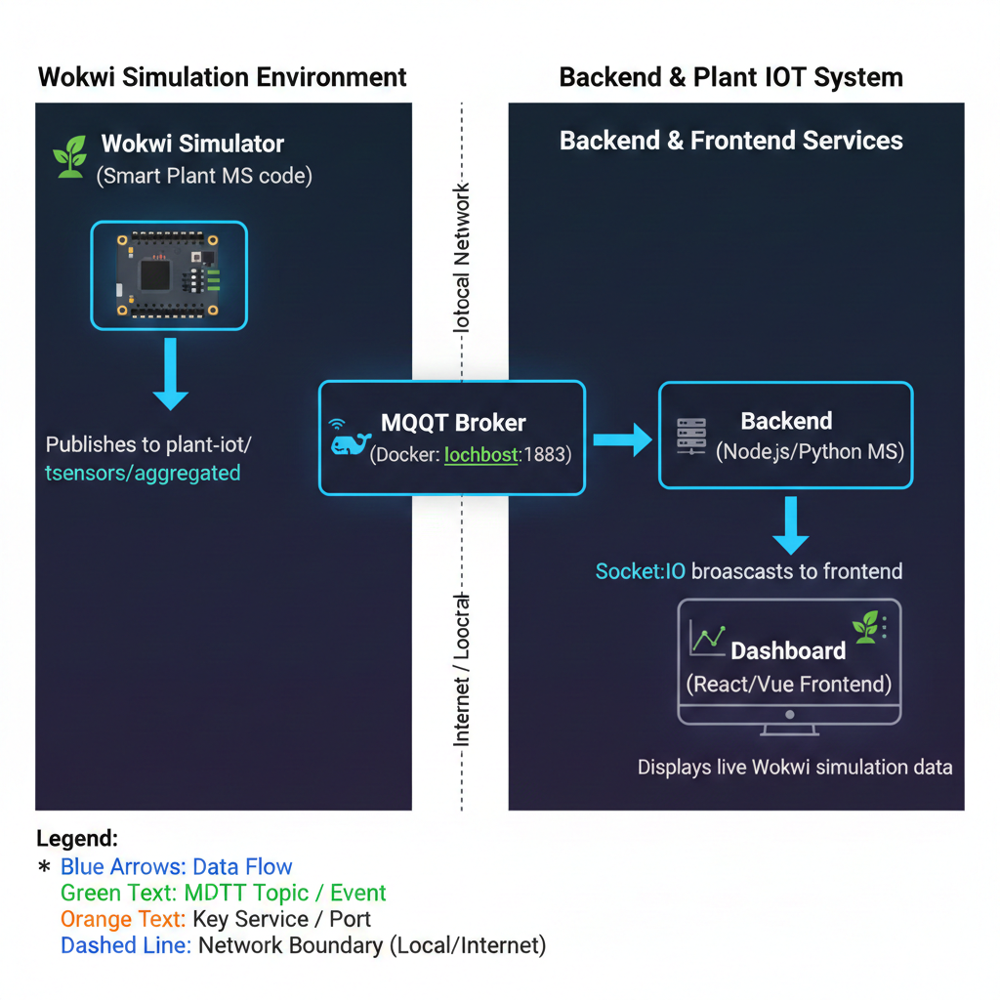 Wokwi Simulation Environment
Backend & Plant IOT System
Wokwi Simulator
(Smart Plant MS code)
Publishes to plant-iot/
tsensors/aggregated
Iotocal Network
MQQT Broker
(Docker: lochbost:1883)
Internet / Looctal
Backend & Frontend Services
Backend
(Node.js/Python MS)
Socket:IO broascasts to frontend
Dashboard
(React/Vue Frontend)
Displays live Wokwi simulation data
Legend:
* Blue Arrows: Data Flow
Green Text: MDTT Topic / Event
Orange Text: Key Service / Port
Dashed Line: Network Boundary (Local/Internet)